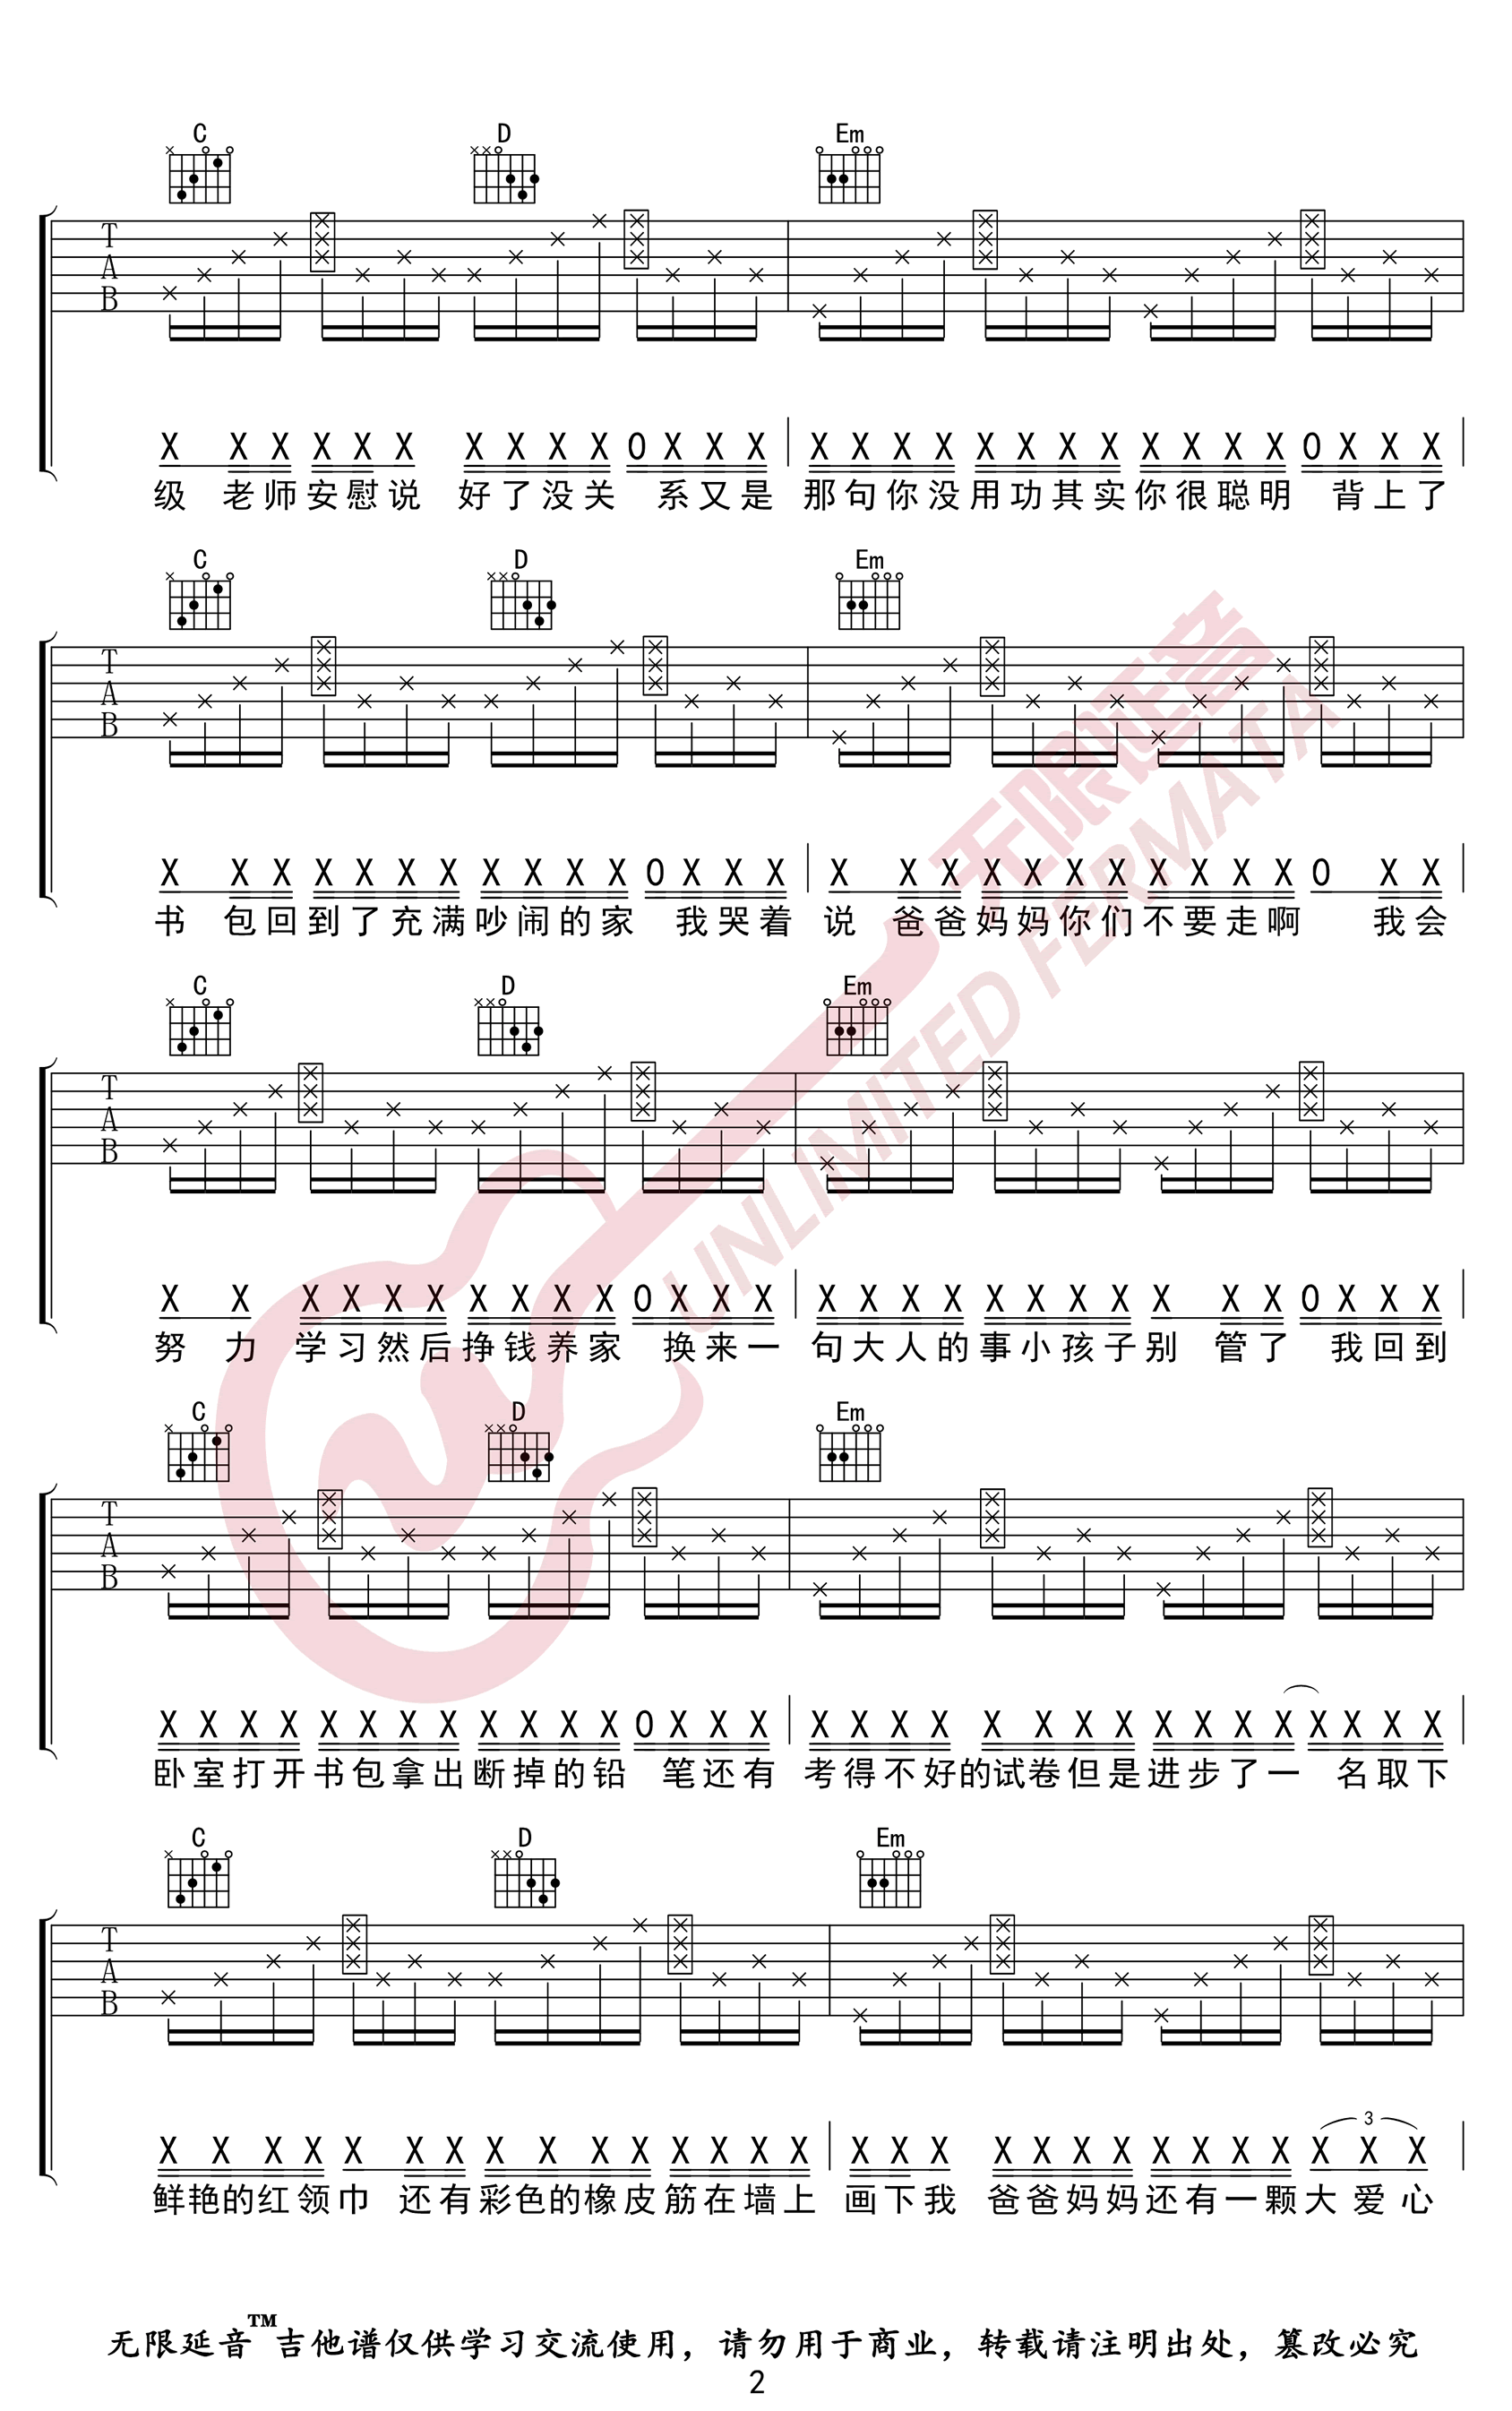 C D Em
T
A
B
X X X X X X X X X X 0 X X X X X X X X X X X X X X X 0 X X X
级 老师安慰说 好了没关 系又是 那句你没用功其实你很聪明 背上了
C D Em
T
A
B
X X X X X X X X X X X 0 X X X X X X X X X X X X X X 0 X X
书 包回到了充满吵闹的家 我哭着 说 爸爸妈妈你们不要走啊 我会
C D Em
T
A
B
X X X X X X X X X X 0 X X X X X X X X X X X X X X 0 X X X
努 力 学习然后挣钱养家 换来一 句大人的事小孩子别 管了 我回到
C D Em
T
A
B
X X X X X X X X X X X X 0 X X X X X X X X X X X X X X X X X X X
卧室打开书包拿出断掉的铅 笔还有 考得不好的试卷但是进步了一 名取下
C D Em
T
A
B
3
X X X X X X X X X X X X X X X X X X X X X X X X X X X X X
鲜艳的红领巾 还有彩色的橡皮筋在墙上 画下我 爸爸妈妈还有一颗大爱心
无限延音
UNLIMITED FERMATA
无限延音™吉他谱仅供学习交流使用，请勿用于商业，转载请注明出处，篡改必究
2